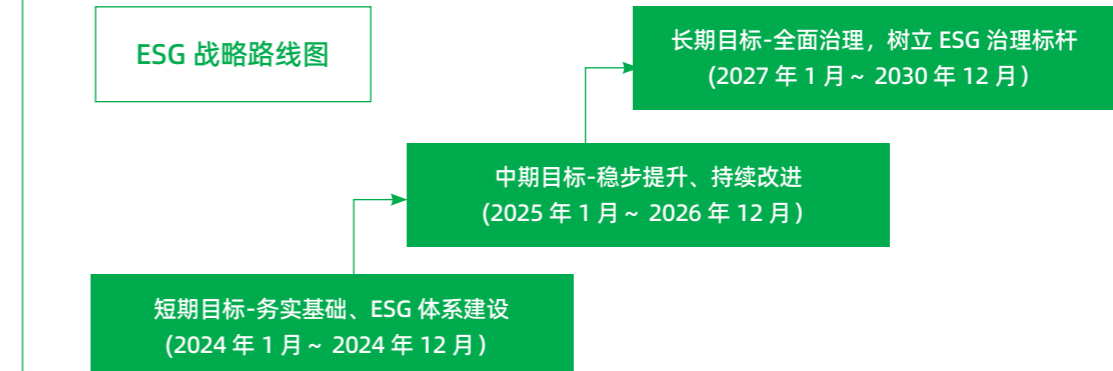 ESG 战略路线图
长期目标-全面治理，树立 ESG 治理标杆
(2027 年 1 月 ~ 2030 年 12 月）
中期目标-稳步提升、持续改进
(2025 年 1 月 ~ 2026 年 12 月）
短期目标-务实基础、ESG 体系建设
(2024 年 1 月 ~ 2024 年 12 月）